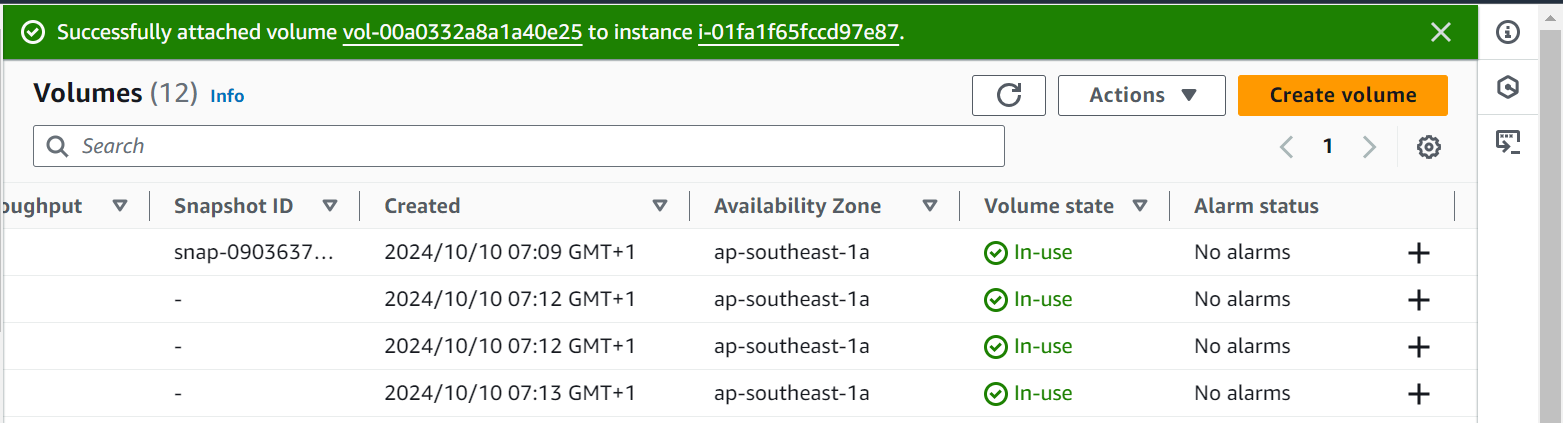 Successfully attached volume vol-00a0332a8a1a40e25 to instance i-01fa1f65fccd97e87.
Volumes (12) Info
Actions
Create volume
Search
1
oughput Snapshot ID Created Availability Zone Volume state Alarm status
snap-0903637... 2024/10/10 07:09 GMT+1 ap-southeast-1a In-use No alarms +
- 2024/10/10 07:12 GMT+1 ap-southeast-1a In-use No alarms +
- 2024/10/10 07:12 GMT+1 ap-southeast-1a In-use No alarms +
- 2024/10/10 07:13 GMT+1 ap-southeast-1a In-use No alarms +